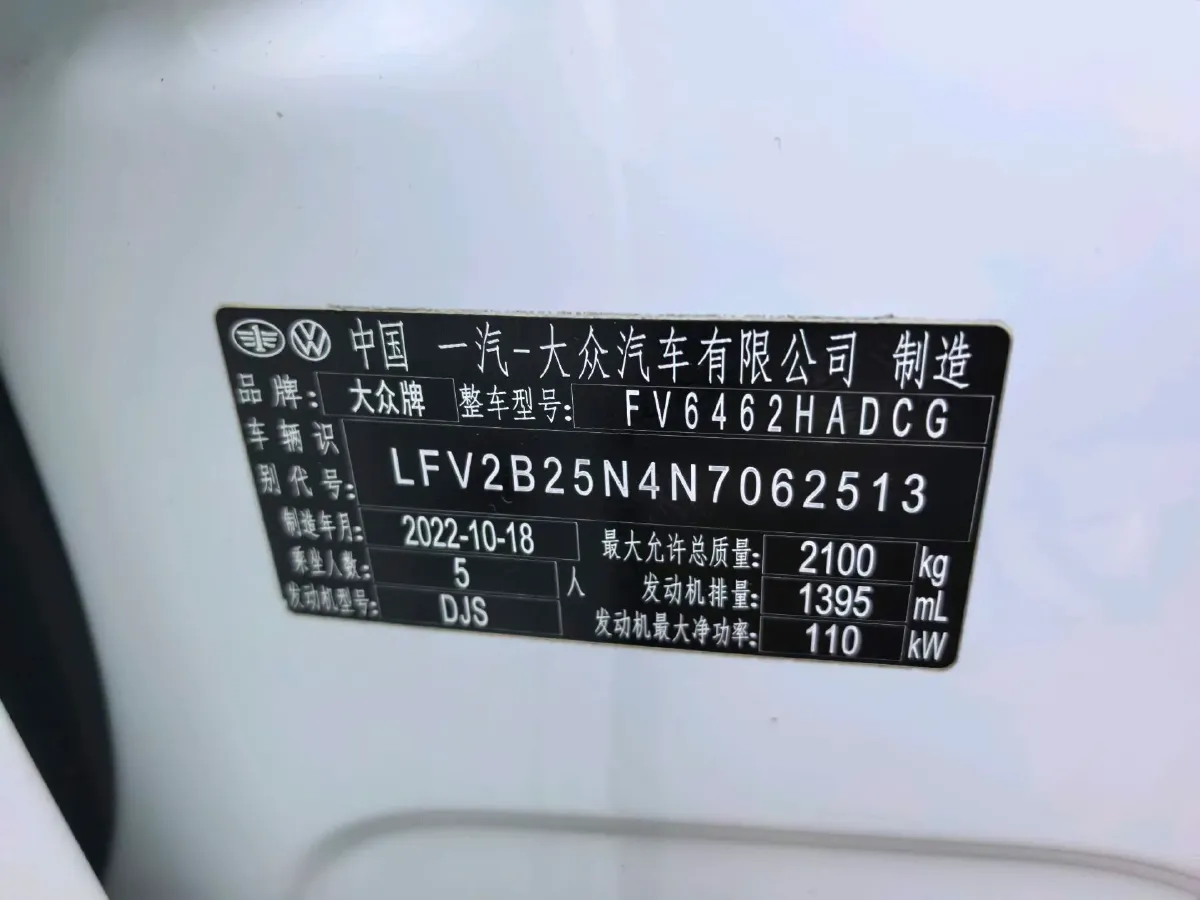 中国 一汽-大众汽车有限公司 制造
品牌: 大众牌 整车型号: FV6462HADCG
车辆识别代号: LFV2B25N4N7062513
制造年月: 2022-10-18 最大允许总质量: 2100 kg
乘坐人数: 5 人 发动机排量: 1395 mL
发动机型号: DJS 发动机最大净功率: 110 kW